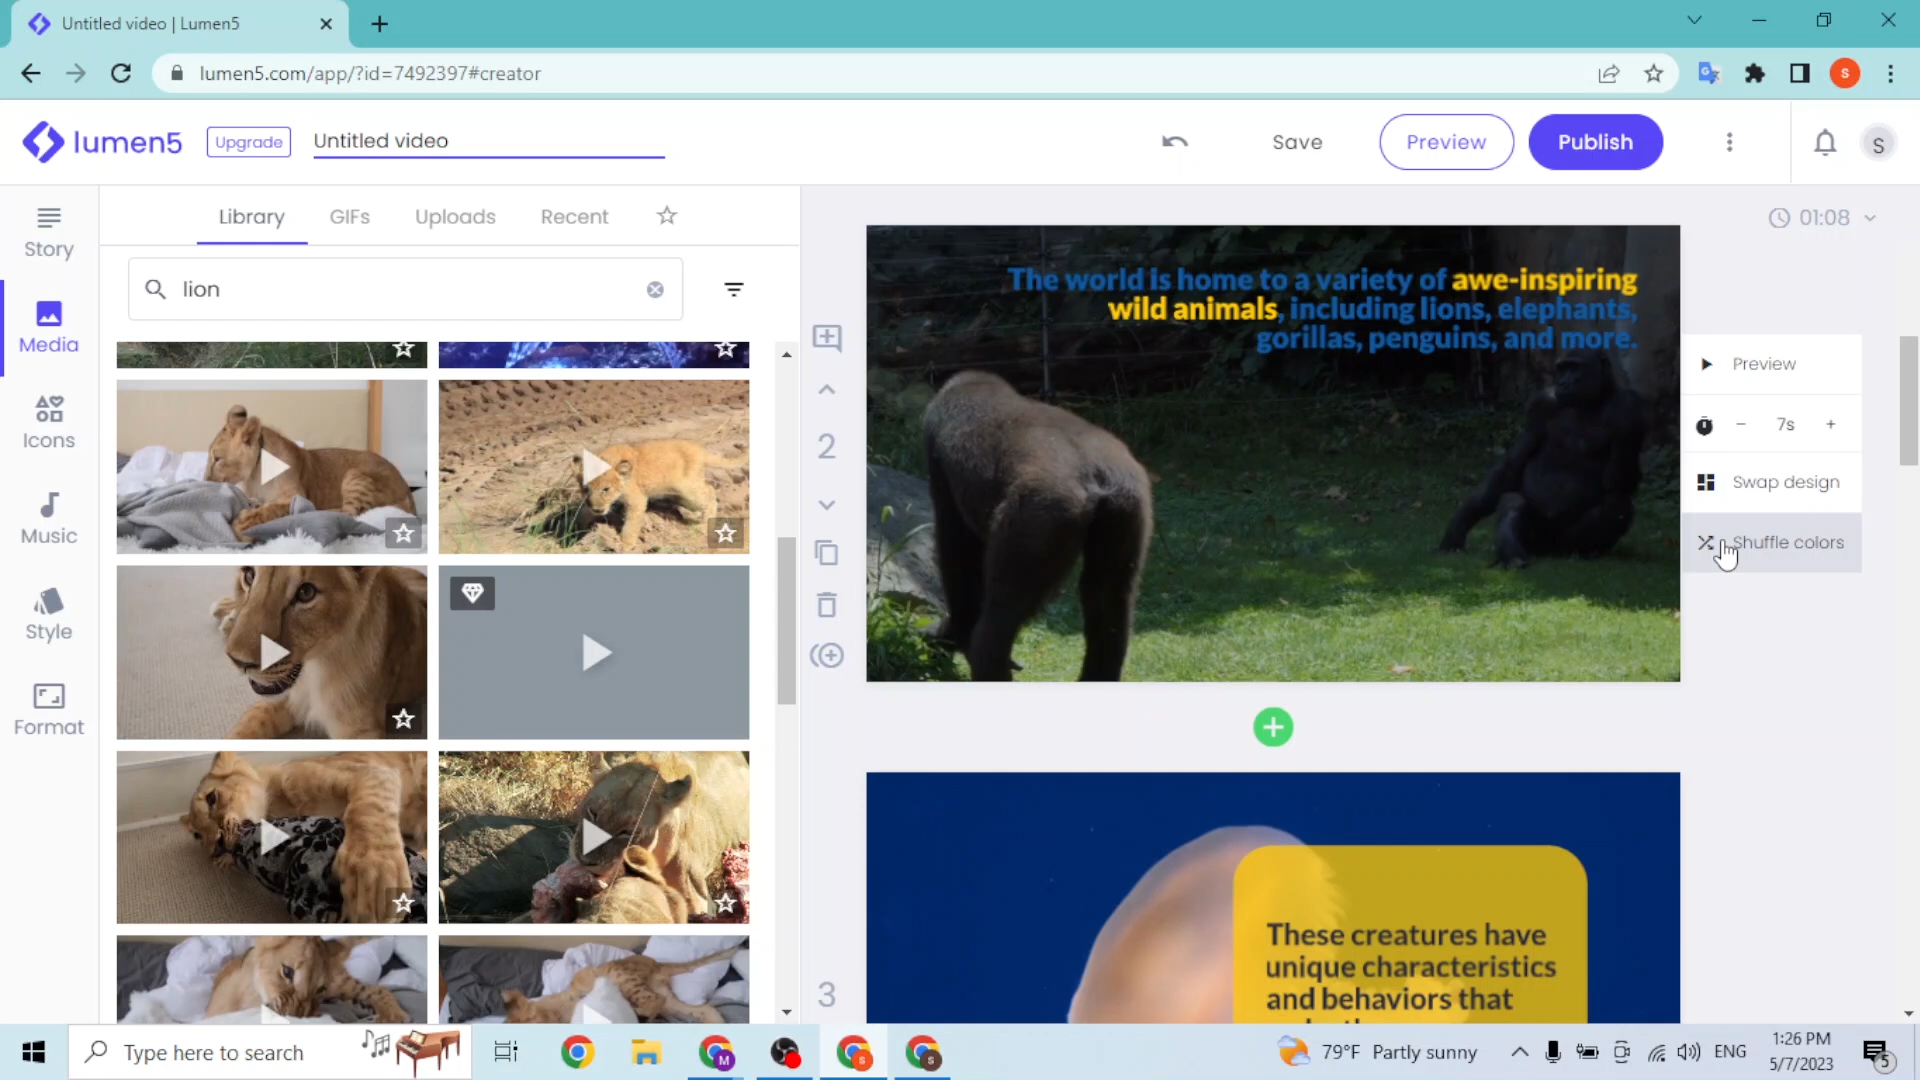 Untitled video | Lumen5
lumen5.com/app/?id=7492397#creator
S
lumen5
Upgrade
Untitled video
Save
Preview
Publish
S
Story
Media
Icons
Music
Style
Format
Library
GIFs
Uploads
Recent
lion
01:08
2
The world is home to a variety of awe-inspiring
wild animals, including lions, elephants,
gorillas, penguins, and more.
Preview
7s
Swap design
Shuffle colors
3
These creatures have
unique characteristics
and behaviors that
Type here to search
M
S
S
79°F Partly sunny
ENG
1:26 PM
5/7/2023
5